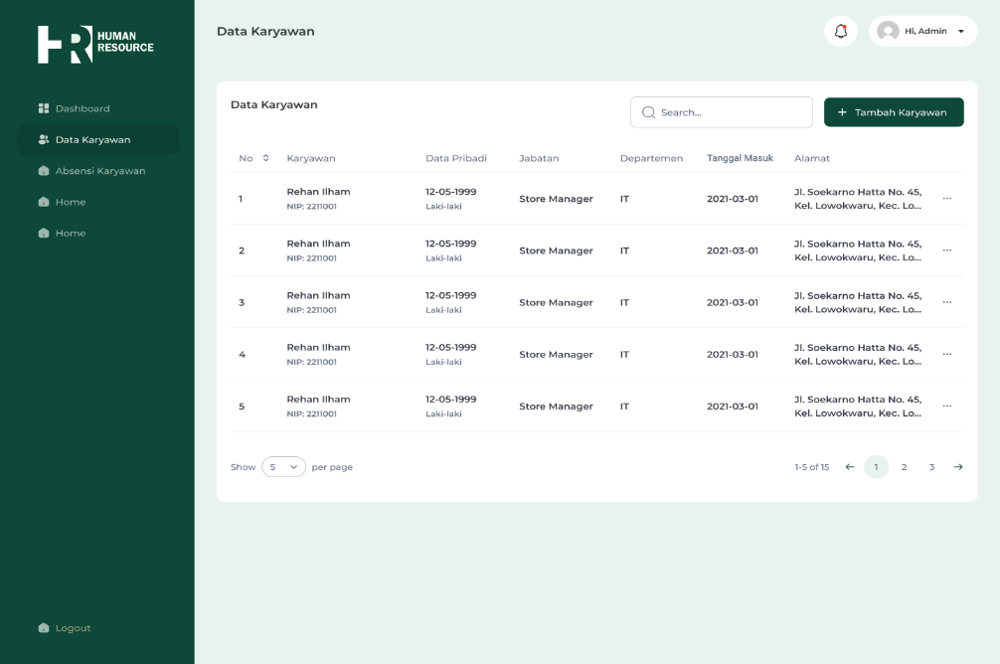 HR HUMAN
RESOURCE
Dashboard
Data Karyawan
Absensi Karyawan
Home
Home
Logout
Data Karyawan
Hi, Admin
Data Karyawan
Search...
+ Tambah Karyawan
No Karyawan Data Pribadi Jabatan Departemen Tanggal Masuk Alamat
1 Rehan Ilham 12-05-1999 Store Manager IT 2021-03-01 Jl. Soekarno Hatta No. 45,
NIP: 2211001 Laki-laki Kel. Lowokwaru, Kec. Lo... ...
2 Rehan Ilham 12-05-1999 Store Manager IT 2021-03-01 Jl. Soekarno Hatta No. 45,
NIP: 2211001 Laki-laki Kel. Lowokwaru, Kec. Lo... ...
3 Rehan Ilham 12-05-1999 Store Manager IT 2021-03-01 Jl. Soekarno Hatta No. 45,
NIP: 2211001 Laki-laki Kel. Lowokwaru, Kec. Lo... ...
4 Rehan Ilham 12-05-1999 Store Manager IT 2021-03-01 Jl. Soekarno Hatta No. 45,
NIP: 2211001 Laki-laki Kel. Lowokwaru, Kec. Lo... ...
5 Rehan Ilham 12-05-1999 Store Manager IT 2021-03-01 Jl. Soekarno Hatta No. 45,
NIP: 2211001 Laki-laki Kel. Lowokwaru, Kec. Lo... ...
Show 5 per page 1-5 of 15 ← 1 2 3 →